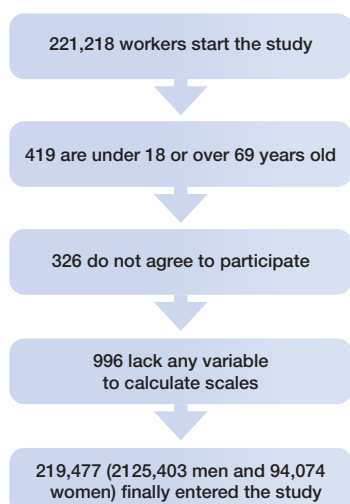 221,218 workers start the study
419 are under 18 or over 69 years old
326 do not agree to participate
996 lack any variable
to calculate scales
219,477 (2125,403 men and 94,074
women) finally entered the study